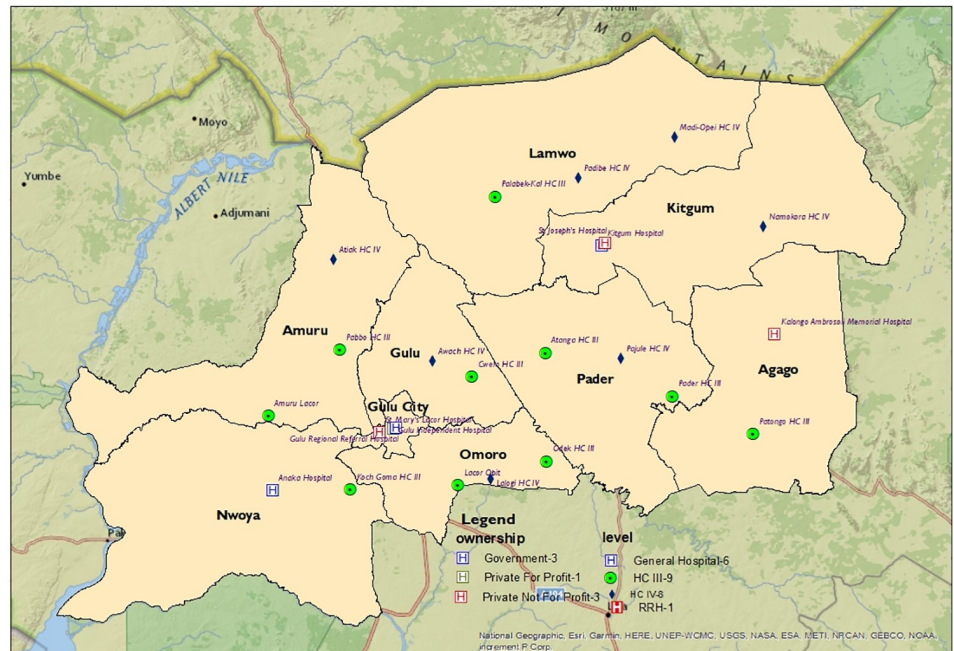 M O U N T A I N S
Moyo
Yumbe
ALBERT NILE
Adjumani
Lamwo
Madi-Opei HC IV
Padibe HC IV
Palabek-Kal HC III
Kitgum
Namokora HC IV
St Joseph's Hospital
Kitgum Hospital
Atiak HC IV
Amuru
Pabbo HC III
Gulu
Awach HC IV
Cwero HC III
Atanga HC III
Pajule HC IV
Pader
Pader HC III
Kalongo Ambrosoli Memorial Hospital
Agago
Patongo HC III
Amuru Lacor
Gulu City
St. Mary's Lacor Hospital
Gulu Independent Hospital
Gulu Regional Referral Hospital
Omoro
Odek HC III
Lacor Opit
Lalogi HC IV
Anaka Hospital
Koch Goma HC III
Nwoya
Legend
ownership
Government-3
Private For Profit-1
Private Not For Profit-3
level
General Hospital-6
HC III-9
HC IV-8
RRH-1
National Geographic, Esri, Garmin, HERE, UNEP-WCMC, USGS, NASA, ESA, METI, NRCAN, GEBCO, NOAA,
increment P Corp.